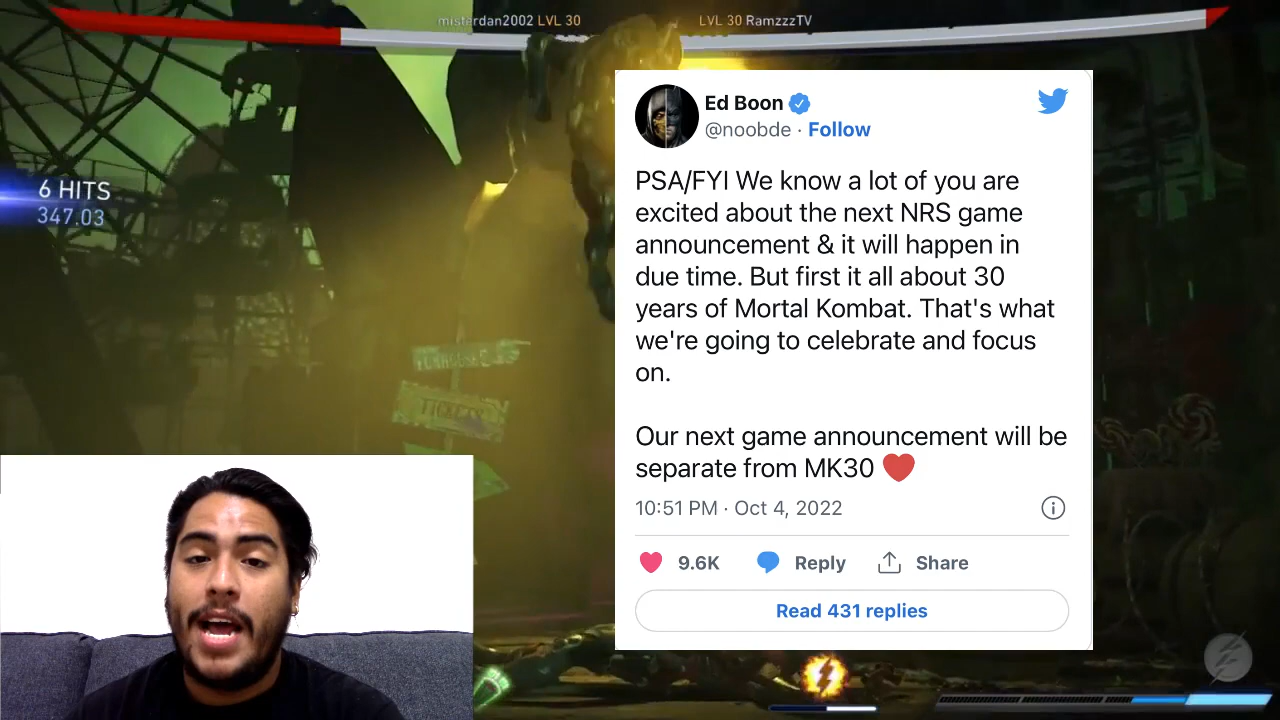 misterdan2002 LVL 30
LVL 30 RamzzzTV
6 HITS
347.03
Ed Boon
@noobde · Follow
PSA/FYI We know a lot of you are
excited about the next NRS game
announcement & it will happen in
due time. But first it all about 30
years of Mortal Kombat. That's what
we're going to celebrate and focus
on.
Our next game announcement will be
separate from MK30 ❤️
10:51 PM · Oct 4, 2022
9.6K
Reply
Share
Read 431 replies
FUNHOUSE
TICKETS